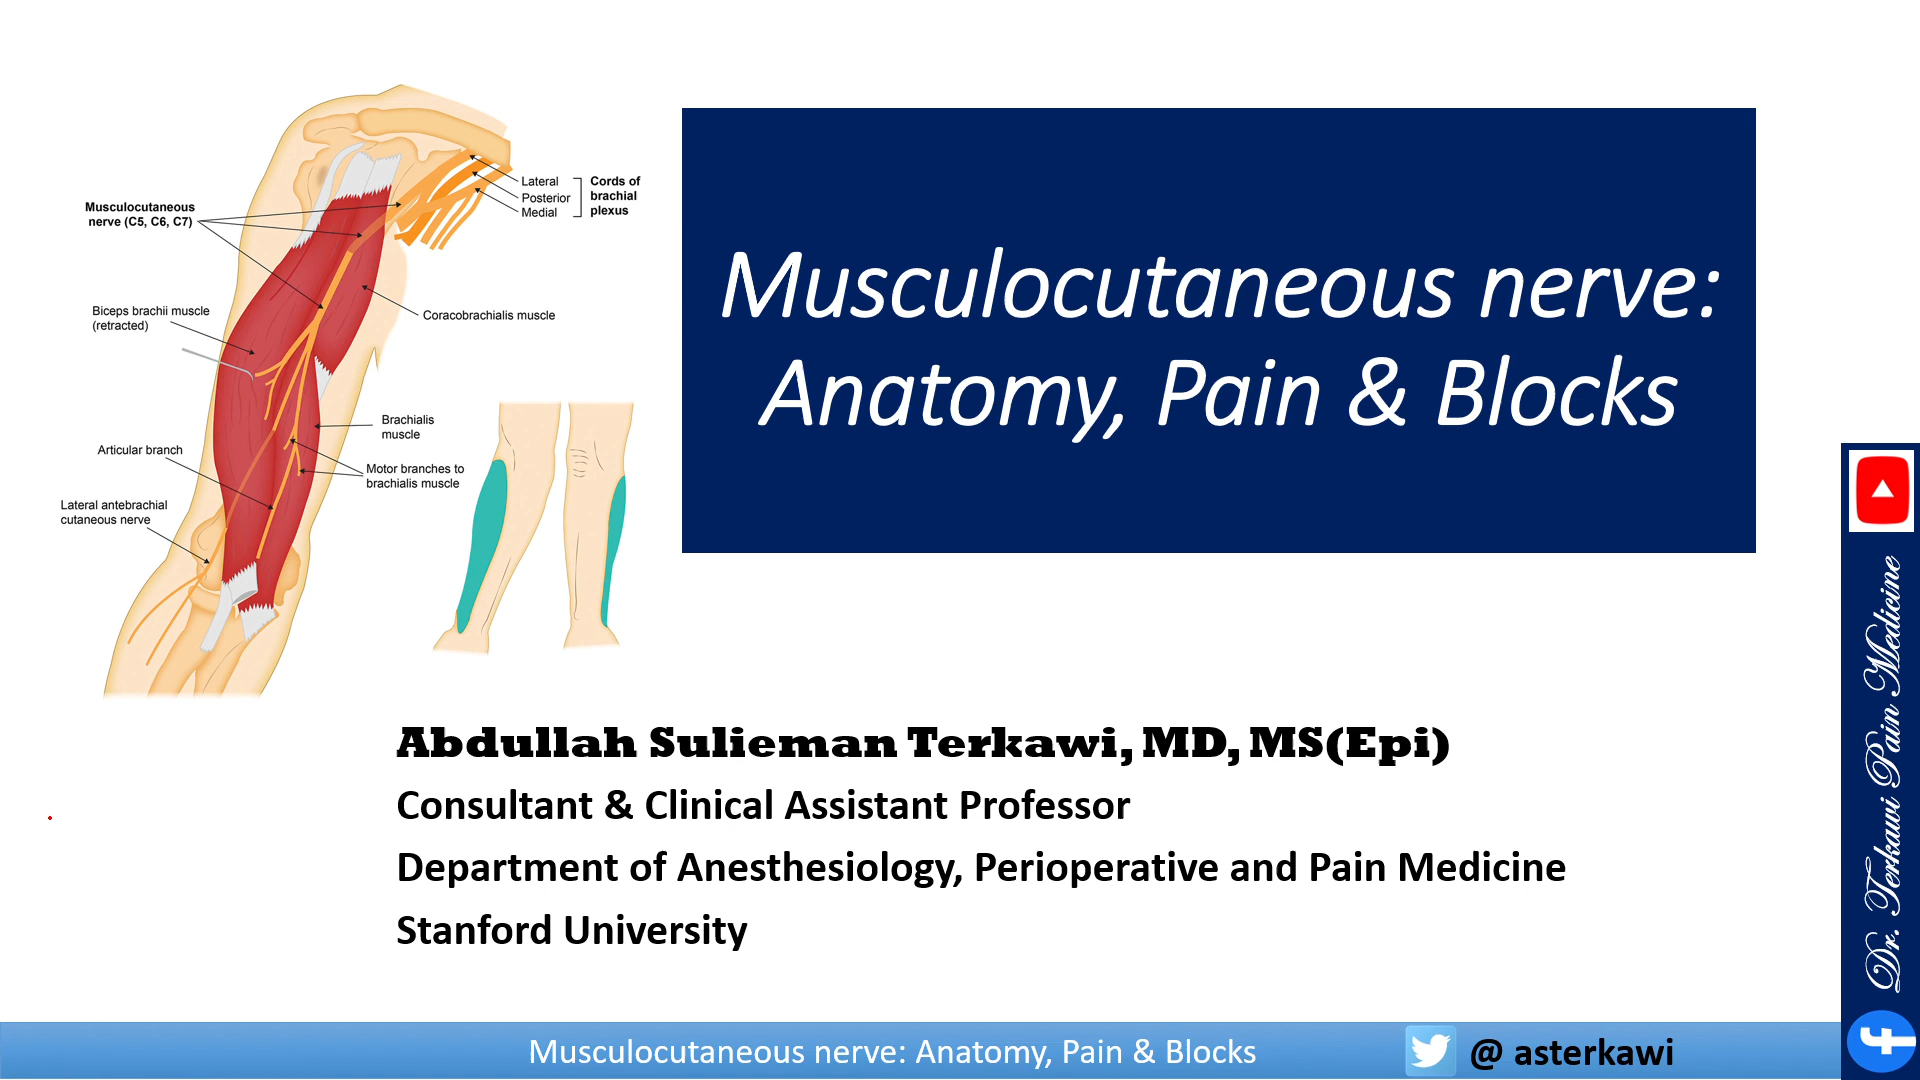 Musculocutaneous nerve:
Anatomy, Pain & Blocks
Lateral
Posterior
Medial
Cords of
brachial
plexus
Musculocutaneous
nerve (C5, C6, C7)
Biceps brachii muscle
(retracted)
Coracobrachialis muscle
Brachialis
muscle
Articular branch
Motor branches to
brachialis muscle
Lateral antebrachial
cutaneous nerve
Abdullah Sulieman Terkawi, MD, MS(Epi)
Consultant & Clinical Assistant Professor
Department of Anesthesiology, Perioperative and Pain Medicine
Stanford University
Dr. Terkawi Pain Medicine
Musculocutaneous nerve: Anatomy, Pain & Blocks
@ asterkawi